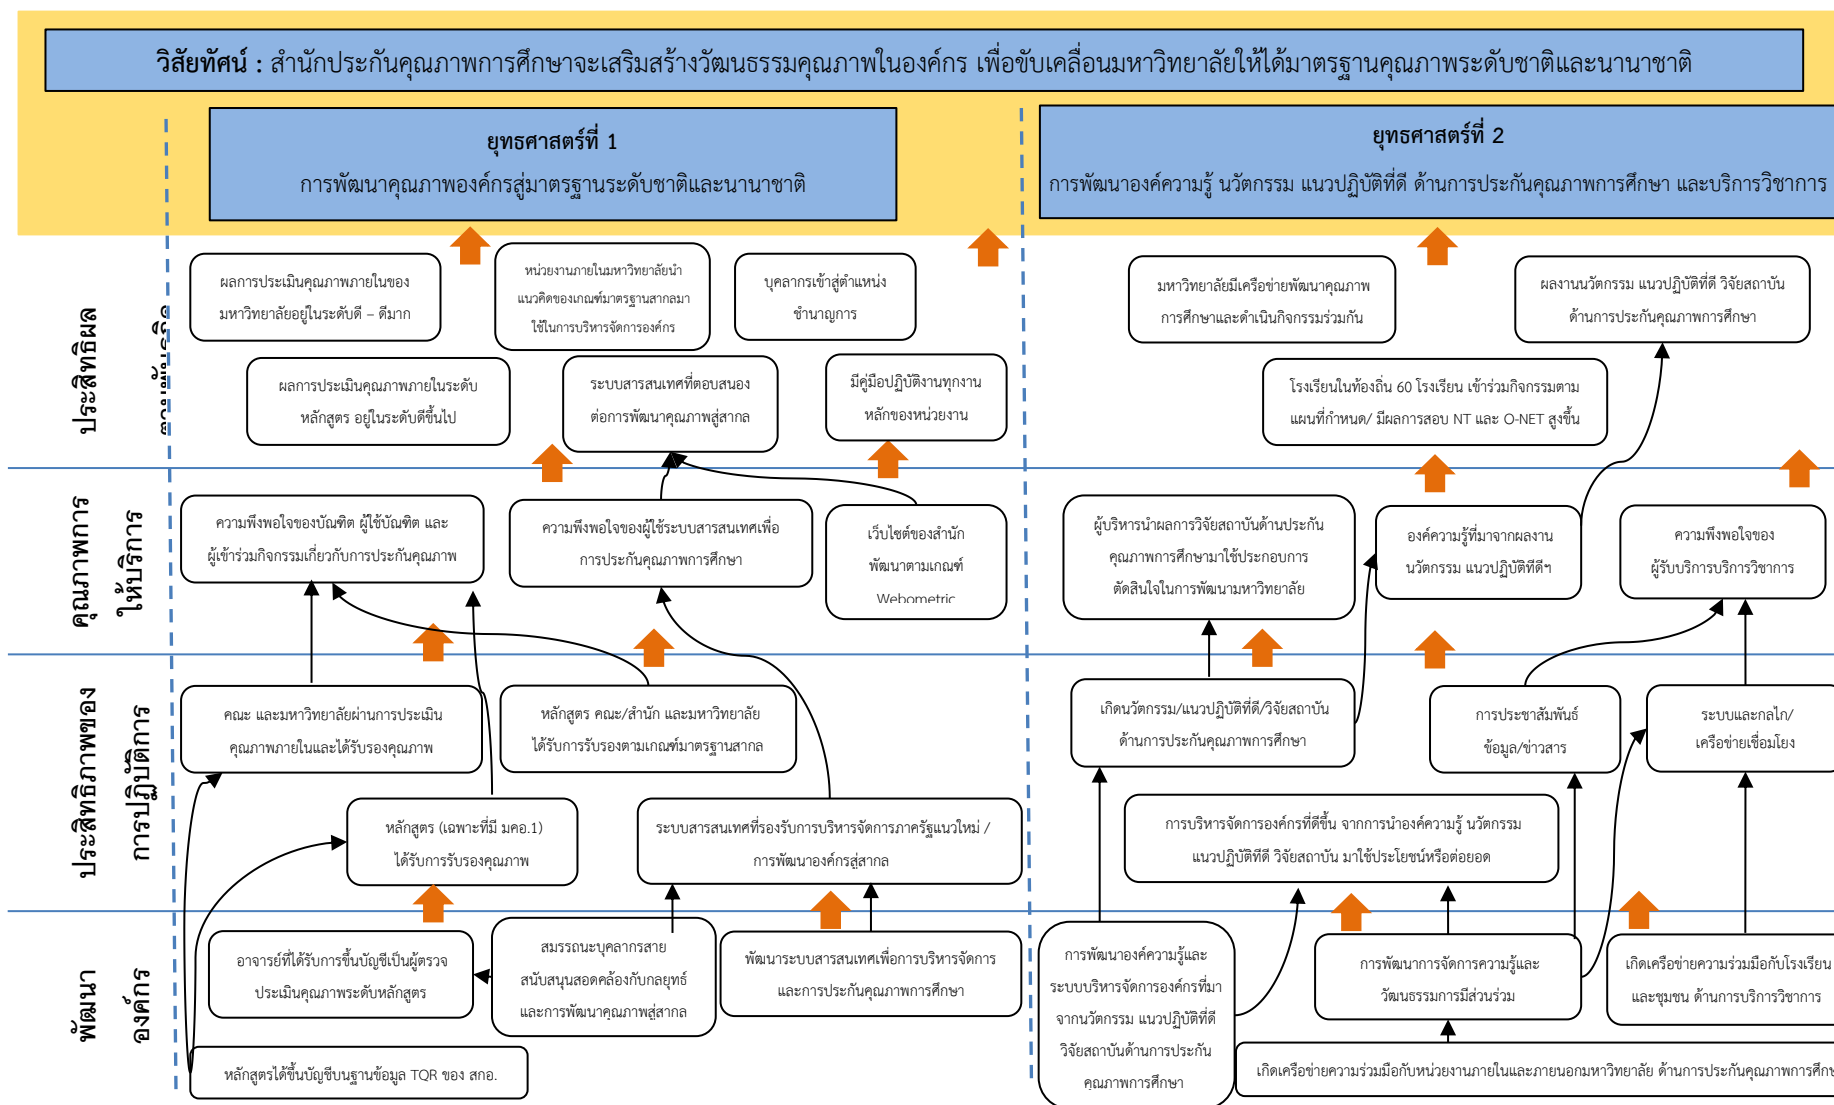 วิสัยทัศน์ : สำนักประกันคุณภาพการศึกษาจะเสริมสร้างวัฒนธรรมคุณภาพในองค์กร เพื่อขับเคลื่อนมหาวิทยาลัยให้ได้มาตรฐานคุณภาพระดับชาติและนานาชาติ
ยุทธศาสตร์ที่ 1
การพัฒนาคุณภาพองค์กรสู่มาตรฐานระดับชาติและนานาชาติ
ยุทธศาสตร์ที่ 2
การพัฒนาองค์ความรู้ นวัตกรรม แนวปฏิบัติที่ดี ด้านการประกันคุณภาพการศึกษา และบริการวิชาการ
ประสิทธิผล
ผลการประเมินคุณภาพภายในของ
มหาวิทยาลัยอยู่ในระดับดี – ดีมาก
หน่วยงานภายในมหาวิทยาลัยนำ
แนวคิดของเกณฑ์มาตรฐานสากลมา
ใช้ในการบริหารจัดการองค์กร
บุคลากรเข้าสู่ตำแหน่ง
ชำนาญการ
มหาวิทยาลัยมีเครือข่ายพัฒนาคุณภาพ
การศึกษาและดำเนินกิจกรรมร่วมกัน
ผลงานนวัตกรรม แนวปฏิบัติที่ดี วิจัยสถาบัน
ด้านการประกันคุณภาพการศึกษา
ผลการประเมินคุณภาพภายในระดับ
หลักสูตร อยู่ในระดับดีขึ้นไป
ระบบสารสนเทศที่ตอบสนอง
ต่อการพัฒนาคุณภาพสู่สากล
มีคู่มือปฏิบัติงานทุกงาน
หลักของหน่วยงาน
โรงเรียนในท้องถิ่น 60 โรงเรียน เข้าร่วมกิจกรรมตาม
แผนที่กำหนด/ มีผลการสอบ NT และ O-NET สูงขึ้น
คุณภาพการ
ให้บริการ
ความพึงพอใจของบัณฑิต ผู้ใช้บัณฑิต และ
ผู้เข้าร่วมกิจกรรมเกี่ยวกับการประกันคุณภาพ
ความพึงพอใจของผู้ใช้ระบบสารสนเทศเพื่อ
การประกันคุณภาพการศึกษา
เว็บไซต์ของสำนัก
พัฒนาตามเกณฑ์
Webometric
ผู้บริหารนำผลการวิจัยสถาบันด้านประกัน
คุณภาพการศึกษามาใช้ประกอบการ
ตัดสินใจในการพัฒนามหาวิทยาลัย
องค์ความรู้ที่มาจากผลงาน
นวัตกรรม แนวปฏิบัติที่ดีฯ
ความพึงพอใจของ
ผู้รับบริการบริการวิชาการ
ประสิทธิภาพของ
การปฏิบัติการ
คณะ และมหาวิทยาลัยผ่านการประเมิน
คุณภาพภายในและได้รับรองคุณภาพ
หลักสูตร คณะ/สำนัก และมหาวิทยาลัย
ได้รับการรับรองตามเกณฑ์มาตรฐานสากล
เกิดนวัตกรรม/แนวปฏิบัติที่ดี/วิจัยสถาบัน
ด้านการประกันคุณภาพการศึกษา
การประชาสัมพันธ์
ข้อมูล/ข่าวสาร
ระบบและกลไก/
เครือข่ายเชื่อมโยง
หลักสูตร (เฉพาะที่มี มคอ.1)
ได้รับการรับรองคุณภาพ
ระบบสารสนเทศที่รองรับการบริหารจัดการภาครัฐแนวใหม่ /
การพัฒนาองค์กรสู่สากล
การบริหารจัดการองค์กรที่ดีขึ้น จากการนำองค์ความรู้ นวัตกรรม
แนวปฏิบัติที่ดี วิจัยสถาบัน มาใช้ประโยชน์หรือต่อยอด
พัฒนา
องค์กร
อาจารย์ที่ได้รับการขึ้นบัญชีเป็นผู้ตรวจ
ประเมินคุณภาพระดับหลักสูตร
สมรรถนะบุคลากรสาย
สนับสนุนสอดคล้องกับกลยุทธ์
และการพัฒนาคุณภาพสู่สากล
พัฒนาระบบสารสนเทศเพื่อการบริหารจัดการ
และการประกันคุณภาพการศึกษา
การพัฒนาองค์ความรู้และ
ระบบบริหารจัดการองค์กรที่มา
จากนวัตกรรม แนวปฏิบัติที่ดี
วิจัยสถาบันด้านการประกัน
คุณภาพการศึกษา
การพัฒนาการจัดการความรู้และ
วัฒนธรรมการมีส่วนร่วม
เกิดเครือข่ายความร่วมมือกับโรงเรียน
และชุมชน ด้านการบริการวิชาการ
หลักสูตรได้ขึ้นบัญชีบนฐานข้อมูล TQR ของ สกอ.
เกิดเครือข่ายความร่วมมือกับหน่วยงานภายในและภายนอกมหาวิทยาลัย ด้านการประกันคุณภาพการศึกษ